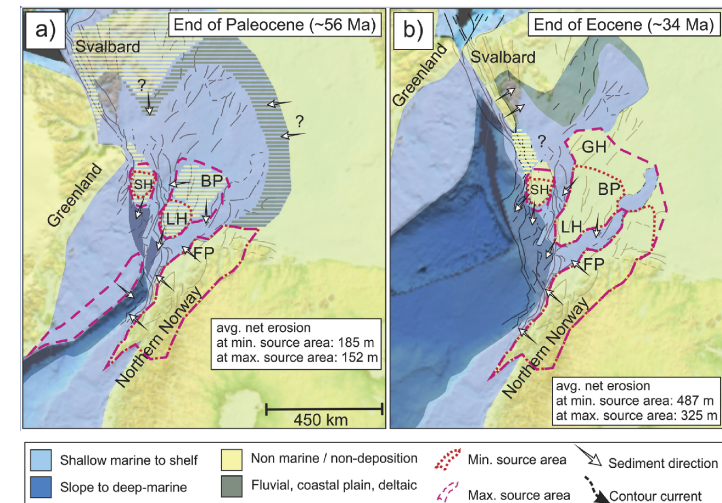 a)
End of Paleocene (~56 Ma)
Svalbard
?
?
Greenland
SH
BP
LH
FP
Northern Norway
avg. net erosion
at min. source area: 185 m
at max. source area: 152 m
450 km
b)
End of Eocene (~34 Ma)
Svalbard
Greenland
?
GH
SH
BP
LH
FP
Northern Norway
avg. net erosion
at min. source area: 487 m
at max. source area: 325 m
Shallow marine to shelf
Slope to deep-marine
Non marine / non-deposition
Fluvial, coastal plain, deltaic
Min. source area
Max. source area
Sediment direction
Contour current